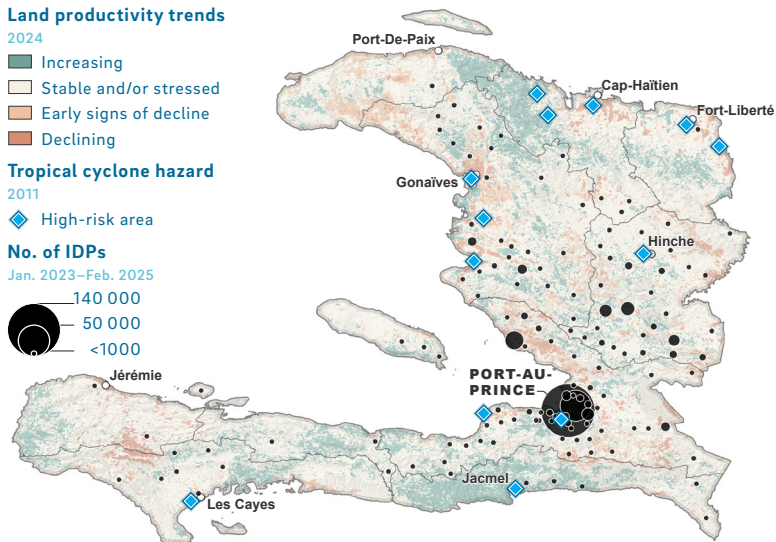 Land productivity trends
2024
Increasing
Stable and/or stressed
Early signs of decline
Declining
Tropical cyclone hazard
2011
High-risk area
No. of IDPs
Jan. 2023–Feb. 2025
140 000
50 000
<1000
Port-De-Paix
Cap-Haïtien
Fort-Liberté
Gonaïves
Hinche
PORT-AU-
PRINCE
Jérémie
Jacmel
Les Cayes